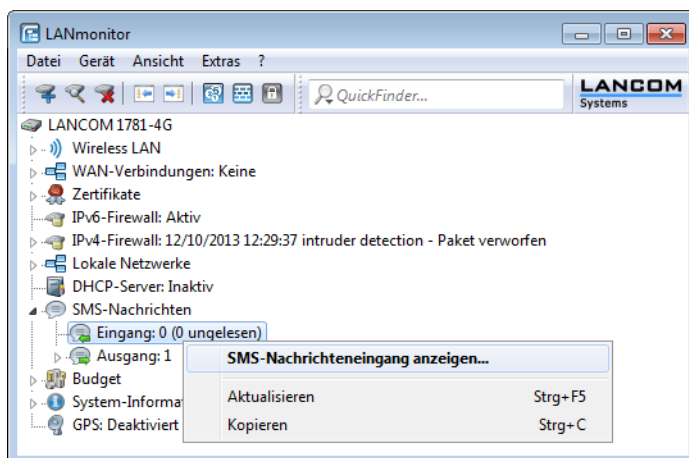 LANmonitor
Datei Gerät Ansicht Extras ?
QuickFinder...
LANCOM
Systems
LANCOM 1781-4G
Wireless LAN
WAN-Verbindungen: Keine
Zertifikate
IPv6-Firewall: Aktiv
IPv4-Firewall: 12/10/2013 12:29:37 intruder detection - Paket verworfen
Lokale Netzwerke
DHCP-Server: Inaktiv
SMS-Nachrichten
Eingang: 0 (0 ungelesen)
Ausgang: 1
SMS-Nachrichteneingang anzeigen...
Budget
System-Informa
Aktualisieren Strg+F5
GPS: Deaktiviert
Kopieren Strg+C